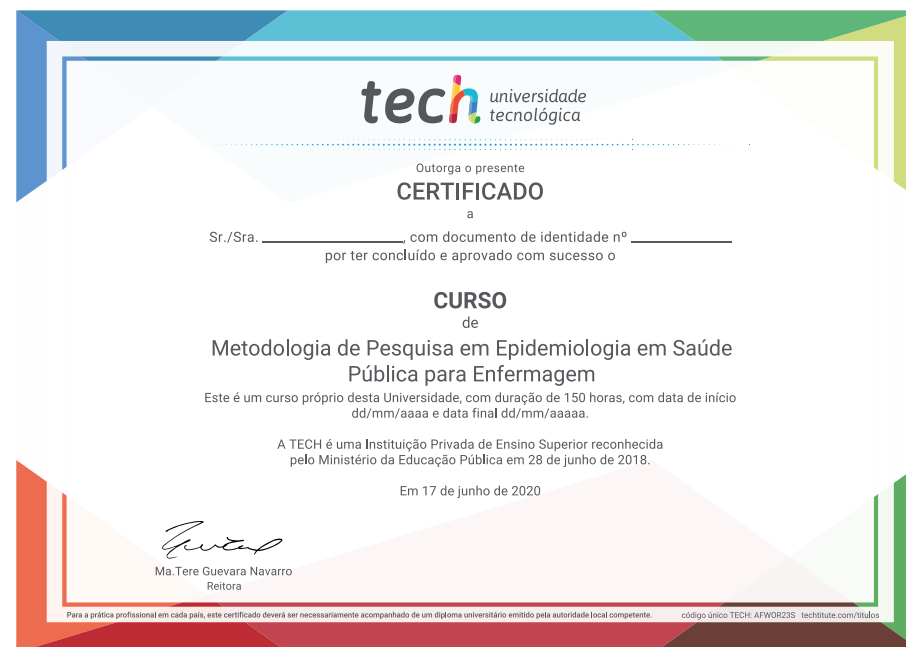 tech universidade
tecnológica
Outorga o presente
CERTIFICADO
a
Sr./Sra. ____________________, com documento de identidade nº ______________
por ter concluído e aprovado com sucesso o
CURSO
de
Metodologia de Pesquisa em Epidemiologia em Saúde
Pública para Enfermagem
Este é um curso próprio desta Universidade, com duração de 150 horas, com data de início
dd/mm/aaaa e data final dd/mm/aaaaa.
A TECH é uma Instituição Privada de Ensino Superior reconhecida
pelo Ministério da Educação Pública em 28 de junho de 2018.
Em 17 de junho de 2020
Ma.Tere Guevara Navarro
Reitora
Para a prática profissional em cada país, este certificado deverá ser necessariamente acompanhado de um diploma universitário emitido pela autoridade local competente. código único TECH: AFWOR23S techtitute.com/titulos